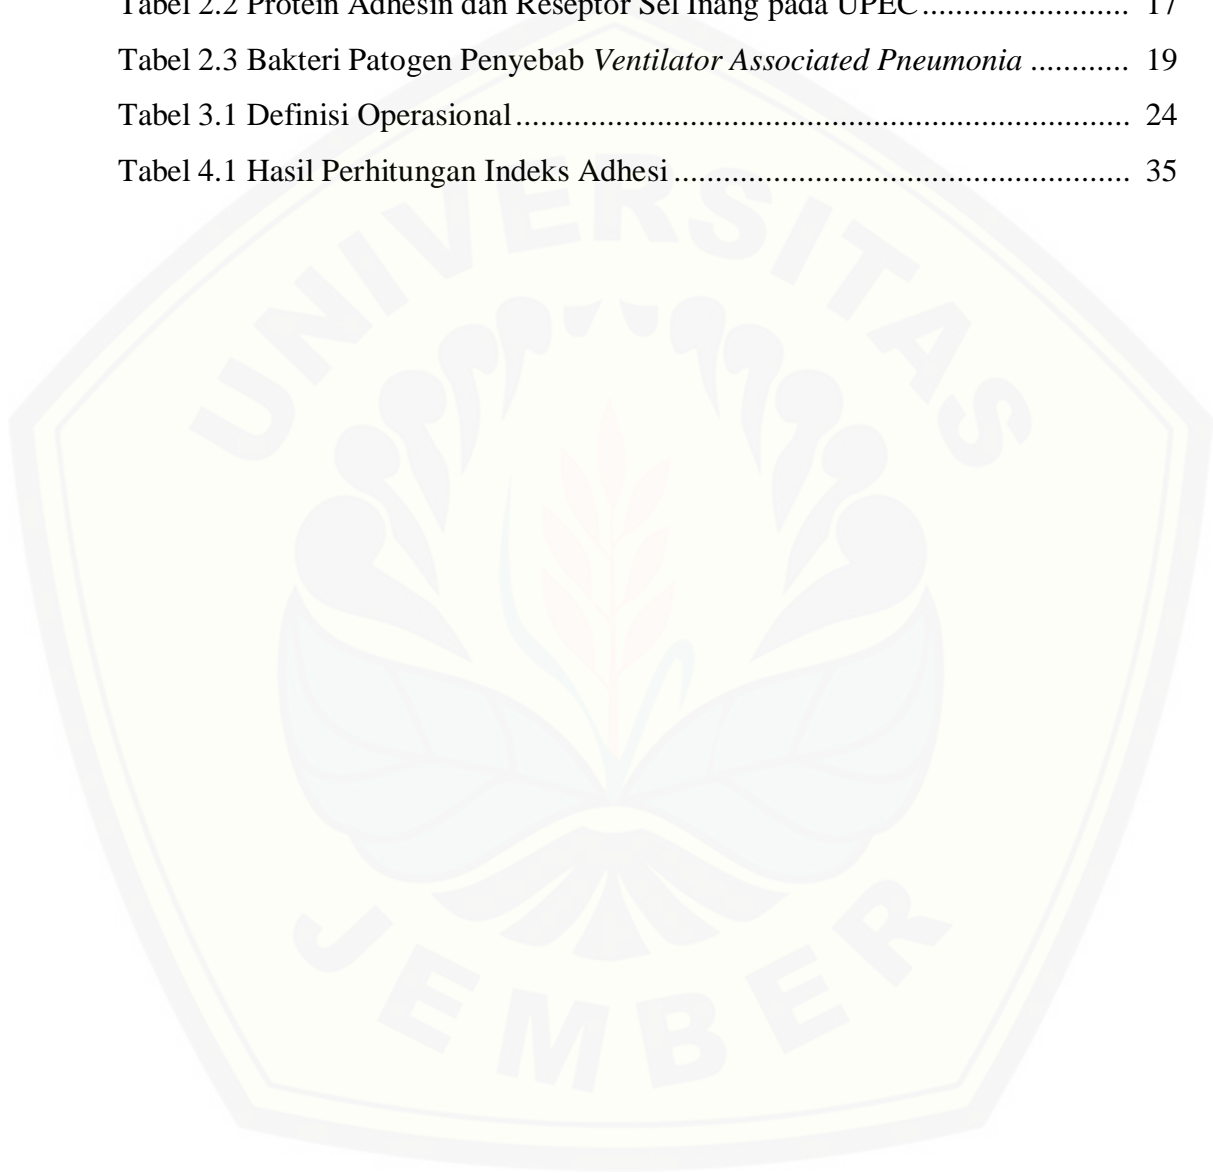 Tabel 2.2 Protein Adhesin dan Reseptor Sel Inang pada UPEC......................... 17
Tabel 2.3 Bakteri Patogen Penyebab Ventilator Associated Pneumonia ............ 19
Tabel 3.1 Definisi Operasional........................................................................... 24
Tabel 4.1 Hasil Perhitungan Indeks Adhesi ....................................................... 35
UNIVERSITAS
JEMBER